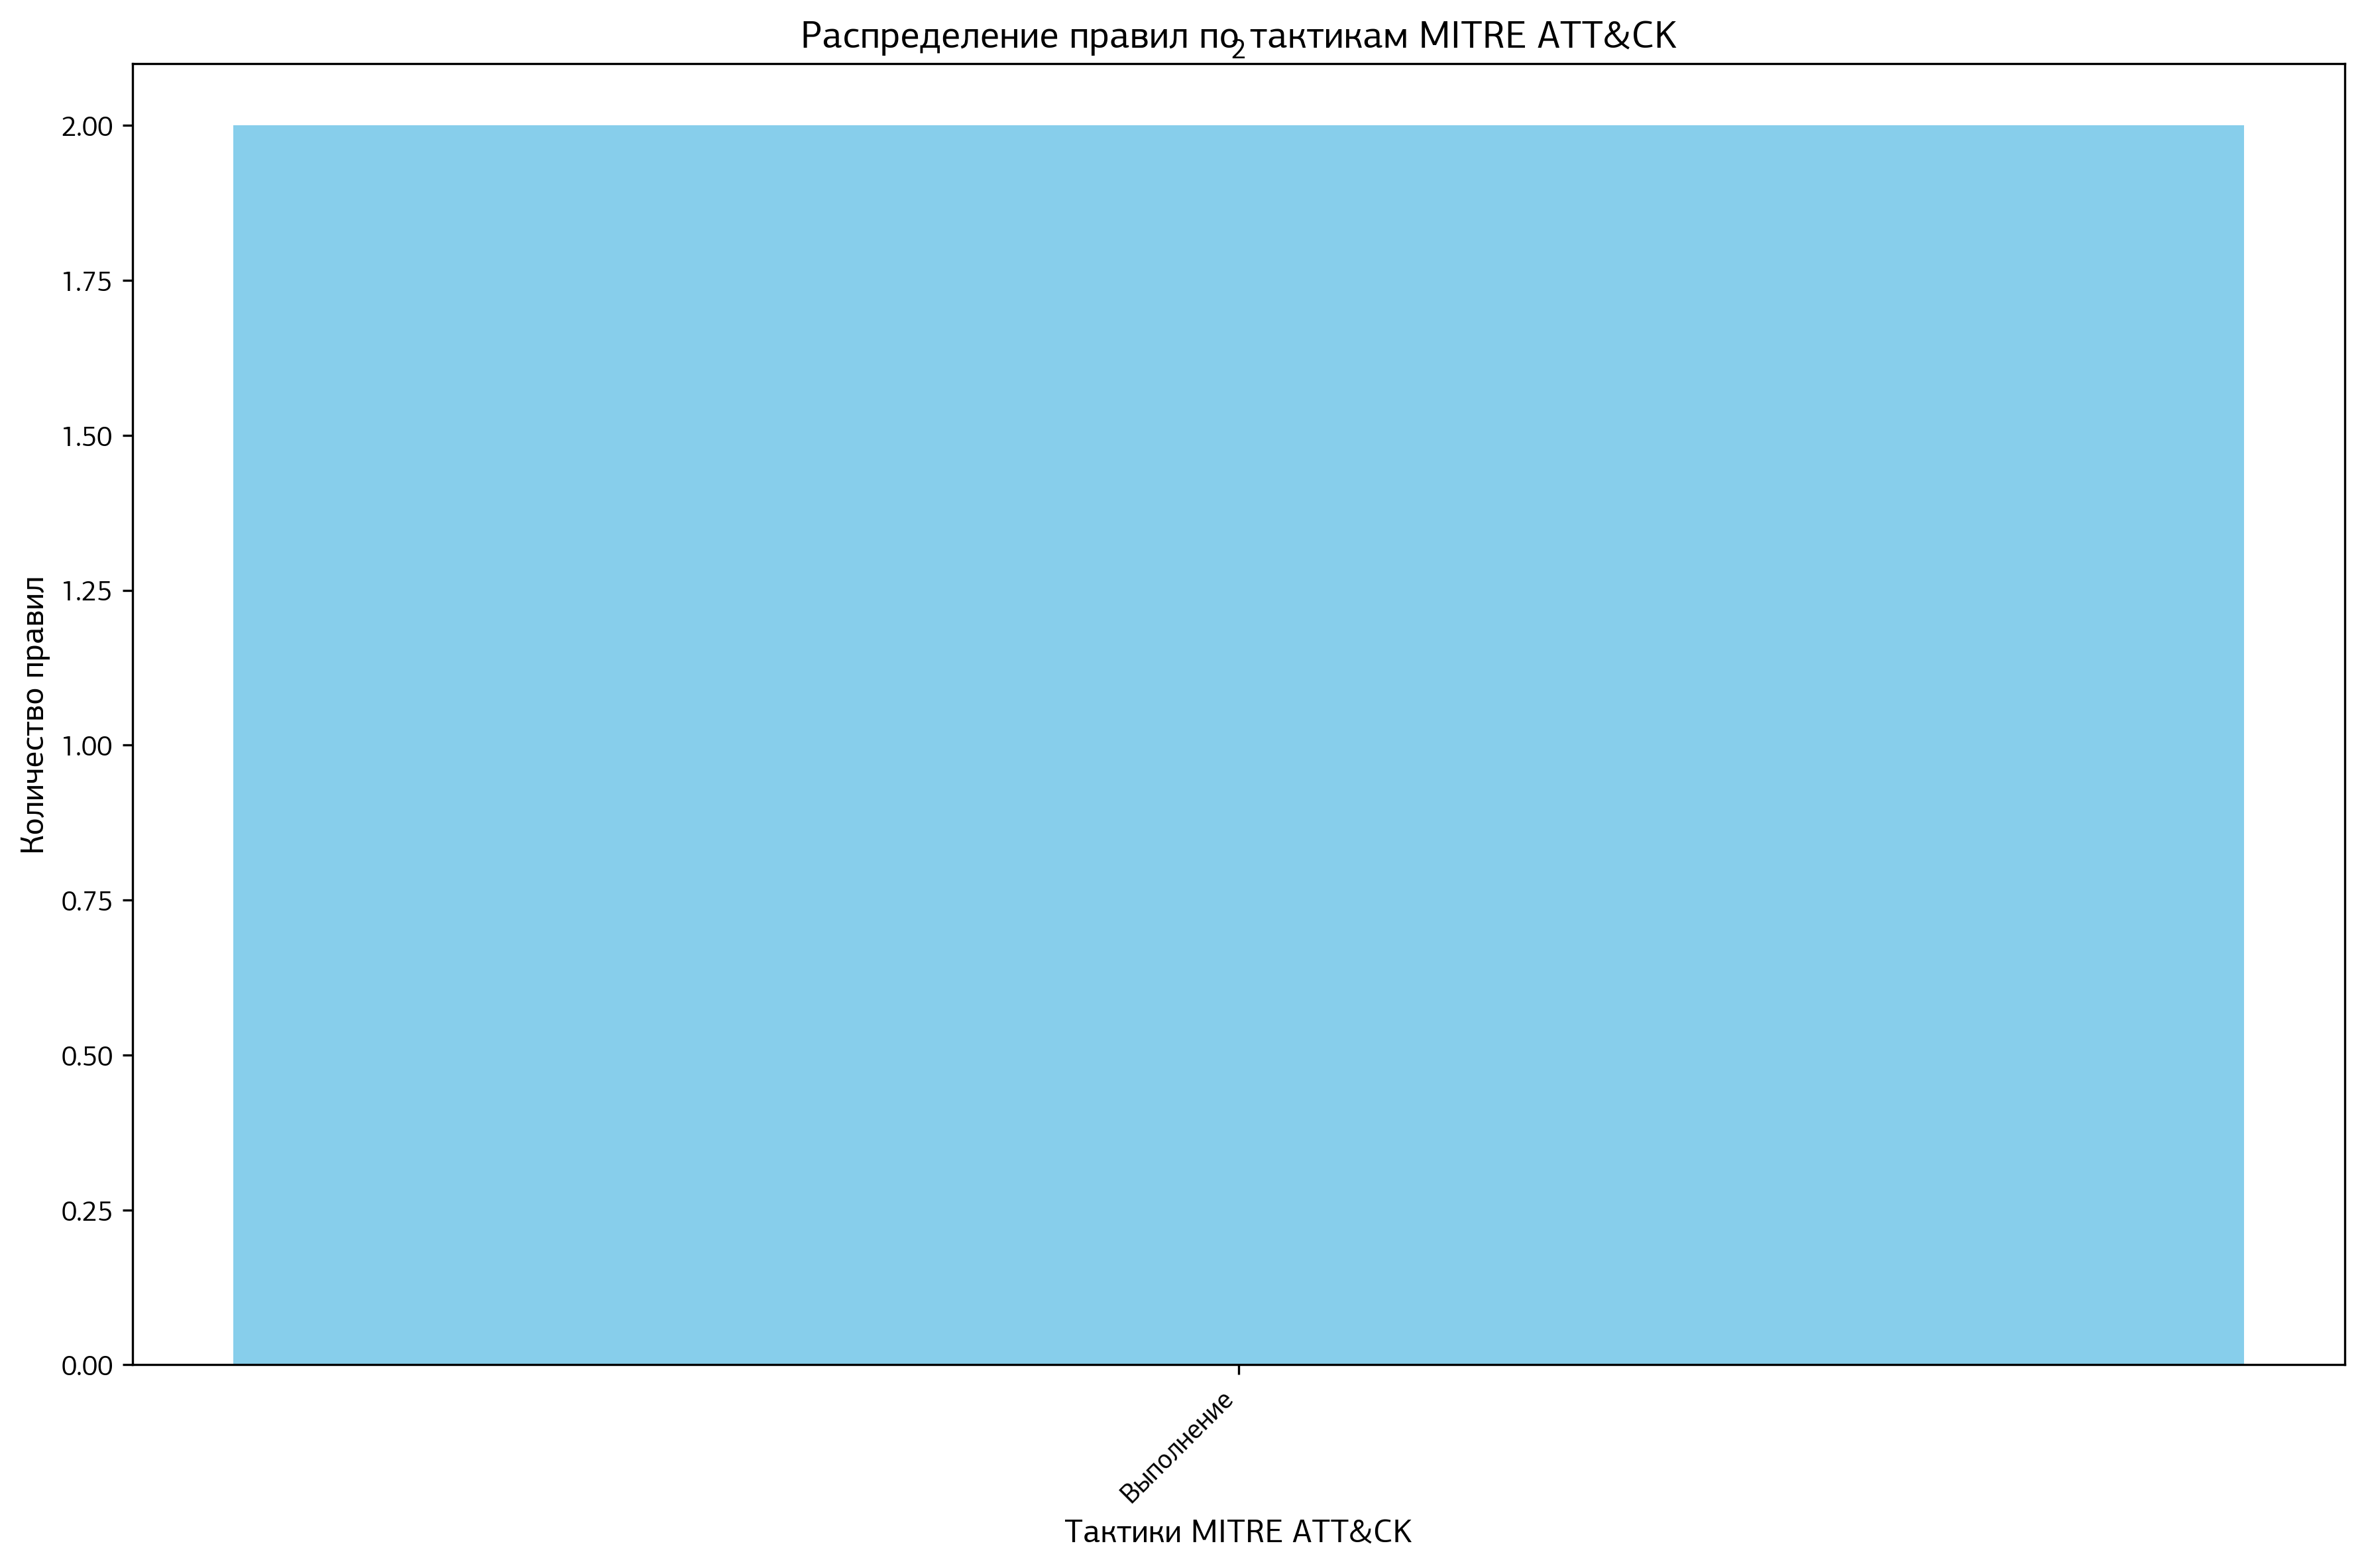 Распределение правил по тактикам MITRE ATT&CK
2
2.00
1.75
1.50
1.25
1.00
0.75
0.50
0.25
0.00
Количество правил
Выполнение
Тактики MITRE ATT&CK